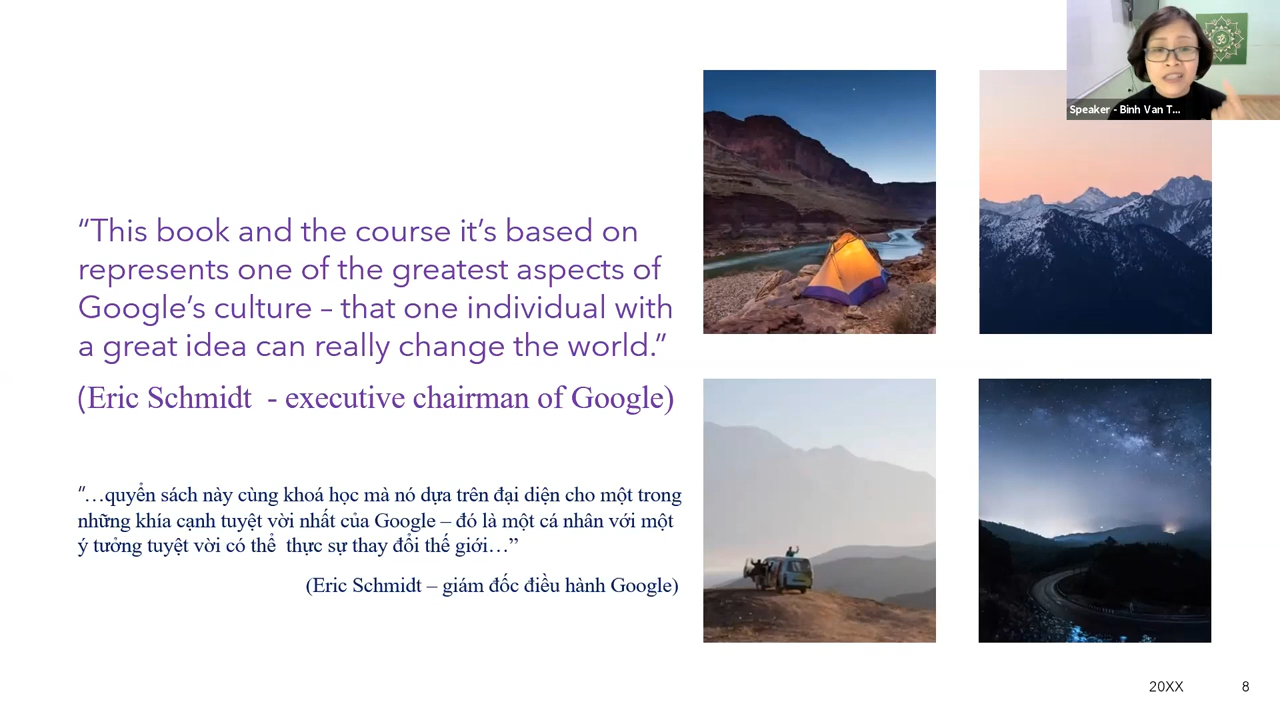 Speaker - Binh Van T...
“This book and the course it’s based on
represents one of the greatest aspects of
Google’s culture – that one individual with
a great idea can really change the world.”
(Eric Schmidt - executive chairman of Google)
“…quyển sách này cùng khoá học mà nó dựa trên đại diện cho một trong
những khía cạnh tuyệt vời nhất của Google – đó là một cá nhân với một
ý tưởng tuyệt vời có thể thực sự thay đổi thế giới…”
(Eric Schmidt – giám đốc điều hành Google)
20XX
8